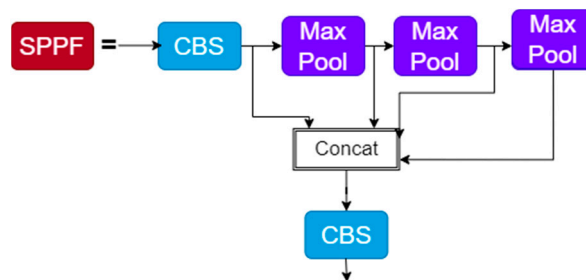 SPPF =
CBS
Max
Pool
Max
Pool
Max
Pool
Concat
CBS